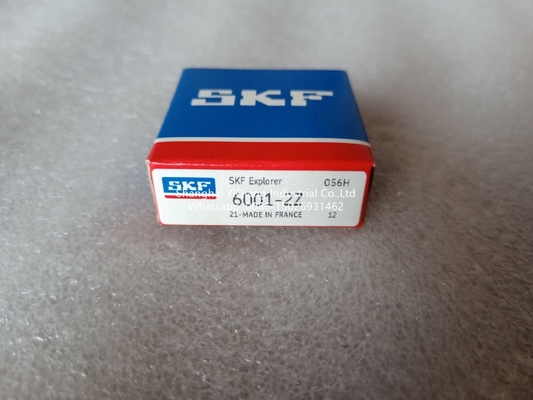 SKF
SKF
SKF Explorer
056H
6001-2Z
21-MADE IN FRANCE
12